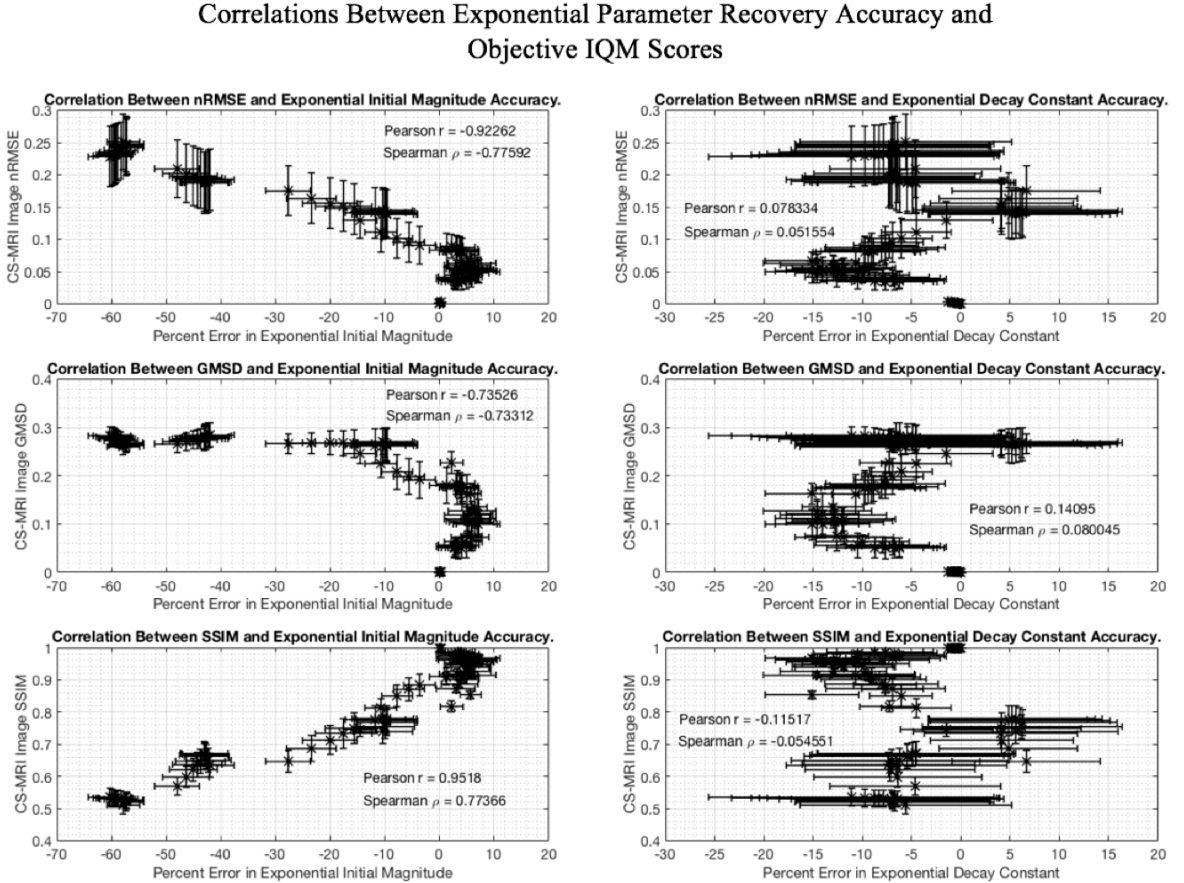 Correlations Between Exponential Parameter Recovery Accuracy and
Objective IQM Scores
Correlation Between nRMSE and Exponential Initial Magnitude Accuracy.
CS-MRI Image nRMSE
0.3
0.25
0.2
0.15
0.1
0.05
0
Pearson r = -0.92262
Spearman ρ = -0.77592
-70 -60 -50 -40 -30 -20 -10 0 10 20
Percent Error in Exponential Initial Magnitude
Correlation Between nRMSE and Exponential Decay Constant Accuracy.
CS-MRI Image nRMSE
0.3
0.25
0.2
0.15
0.1
0.05
0
Pearson r = 0.078334
Spearman ρ = 0.051554
-30 -25 -20 -15 -10 -5 0 5 10 15 20
Percent Error in Exponential Decay Constant
Correlation Between GMSD and Exponential Initial Magnitude Accuracy.
CS-MRI Image GMSD
0.4
0.3
0.2
0.1
0
Pearson r = -0.73526
Spearman ρ = -0.73312
-70 -60 -50 -40 -30 -20 -10 0 10 20
Percent Error in Exponential Initial Magnitude
Correlation Between GMSD and Exponential Decay Constant Accuracy.
CS-MRI Image GMSD
0.4
0.3
0.2
0.1
0
Pearson r = 0.14095
Spearman ρ = 0.080045
-30 -25 -20 -15 -10 -5 0 5 10 15 20
Percent Error in Exponential Decay Constant
Correlation Between SSIM and Exponential Initial Magnitude Accuracy.
CS-MRI Image SSIM
1
0.9
0.8
0.7
0.6
0.5
0.4
Pearson r = 0.9518
Spearman ρ = 0.77366
-70 -60 -50 -40 -30 -20 -10 0 10 20
Percent Error in Exponential Initial Magnitude
Correlation Between SSIM and Exponential Decay Constant Accuracy.
CS-MRI Image SSIM
1
0.9
0.8
0.7
0.6
0.5
0.4
Pearson r = -0.11517
Spearman ρ = -0.054551
-30 -25 -20 -15 -10 -5 0 5 10 15 20
Percent Error in Exponential Decay Constant